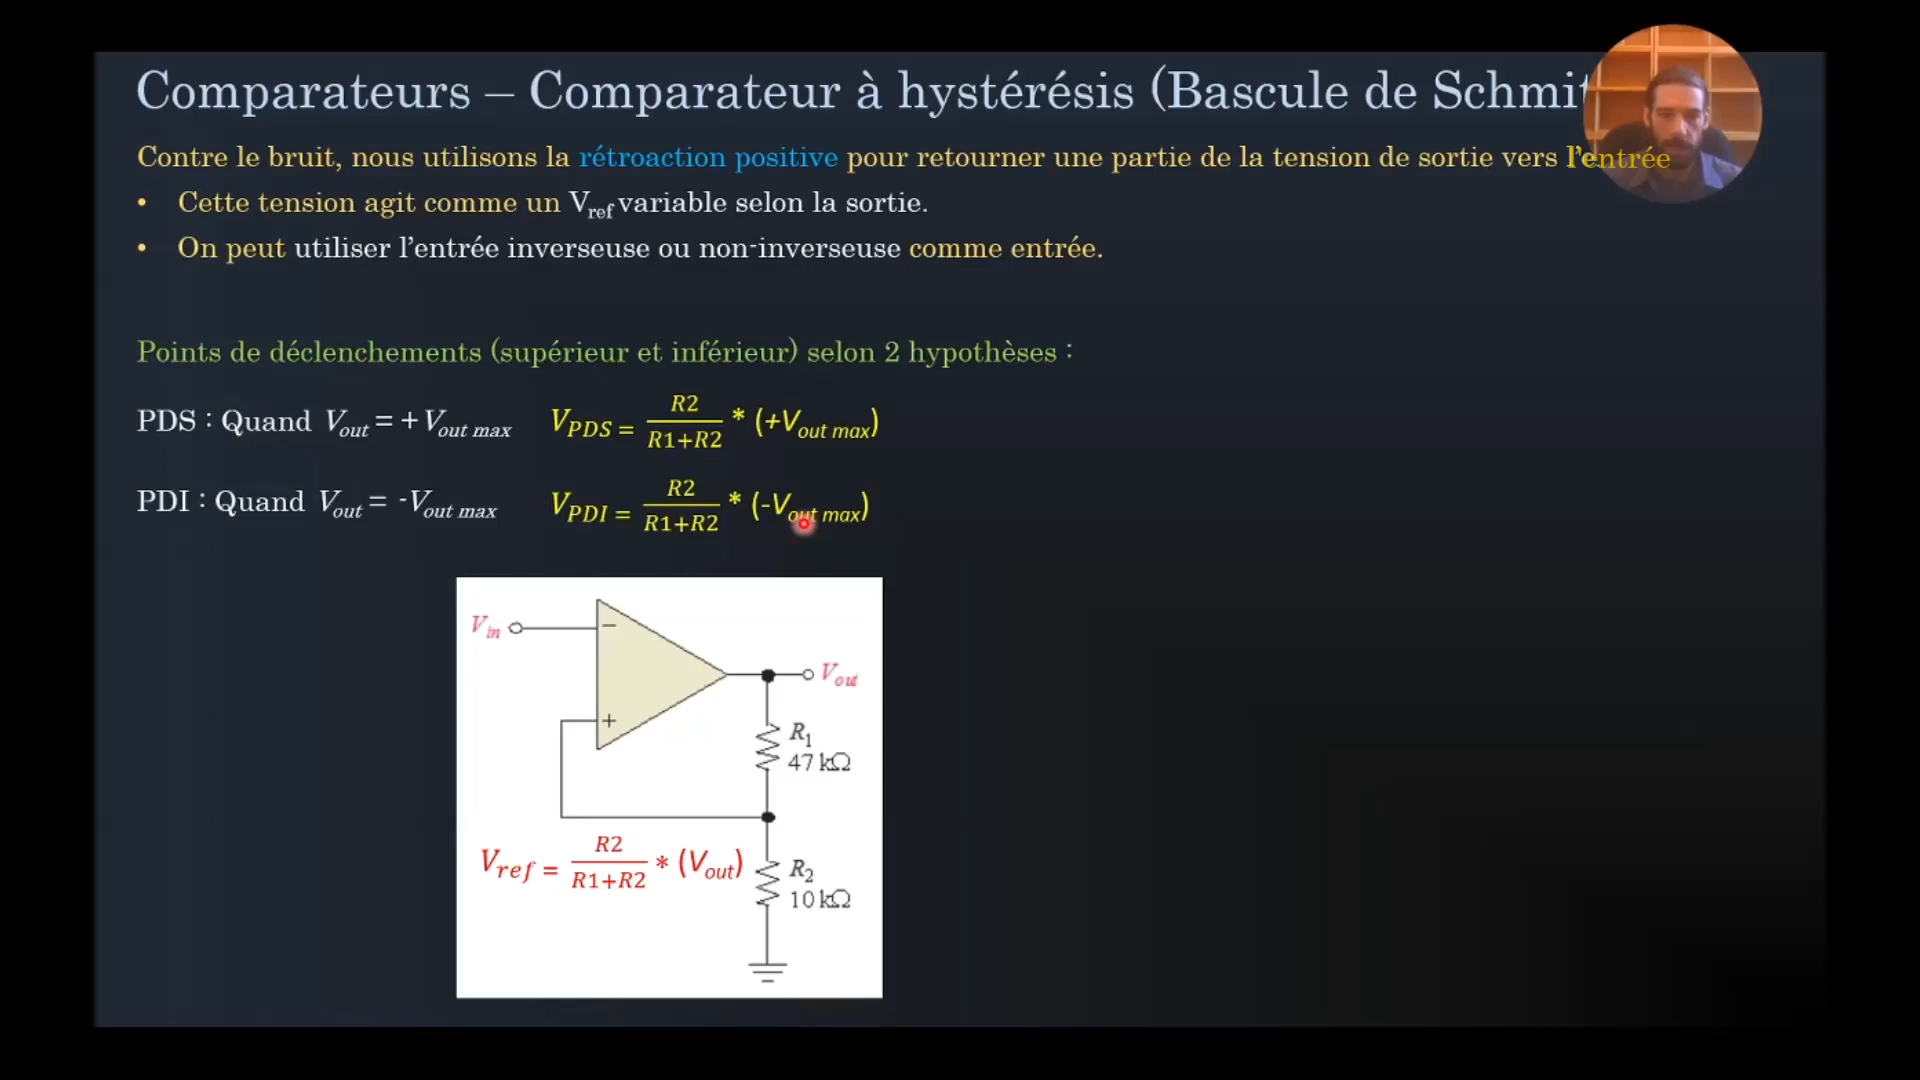 Comparateurs – Comparateur à hystérésis (Bascule de Schmit
Contre le bruit, nous utilisons la rétroaction positive pour retourner une partie de la tension de sortie vers l'entrée
• Cette tension agit comme un Vref variable selon la sortie.
• On peut utiliser l'entrée inverseuse ou non-inverseuse comme entrée.
Points de déclenchements (supérieur et inférieur) selon 2 hypothèses :
PDS : Quand Vout = + Vout max VPDS = R2/R1+R2 * (+Vout max)
PDI : Quand Vout = -Vout max VPDI = R2/R1+R2 * (-Vout max)
Vin
−
Vout
+
R1
47 kΩ
Vref = R2/R1+R2 * (Vout)
R2
10 kΩ